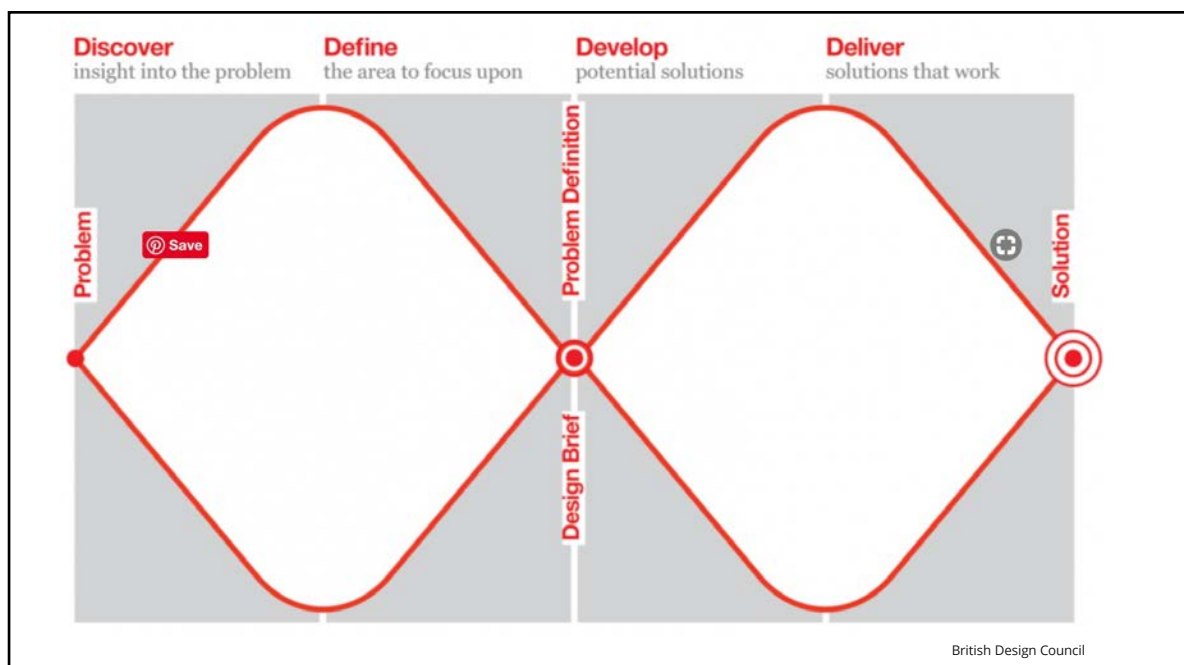 Discover
insight into the problem
Define
the area to focus upon
Develop
potential solutions
Deliver
solutions that work
Problem
Save
Problem Definition
Design Brief
Solution
British Design Council